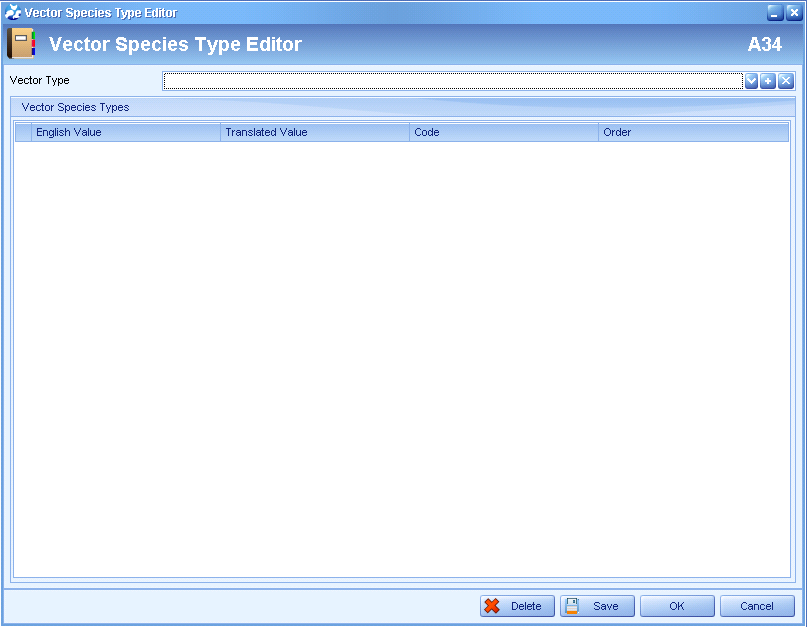 Vector Species Type Editor
Vector Species Type Editor A34
Vector Type
Vector Species Types
English Value Translated Value Code Order
Delete Save OK Cancel